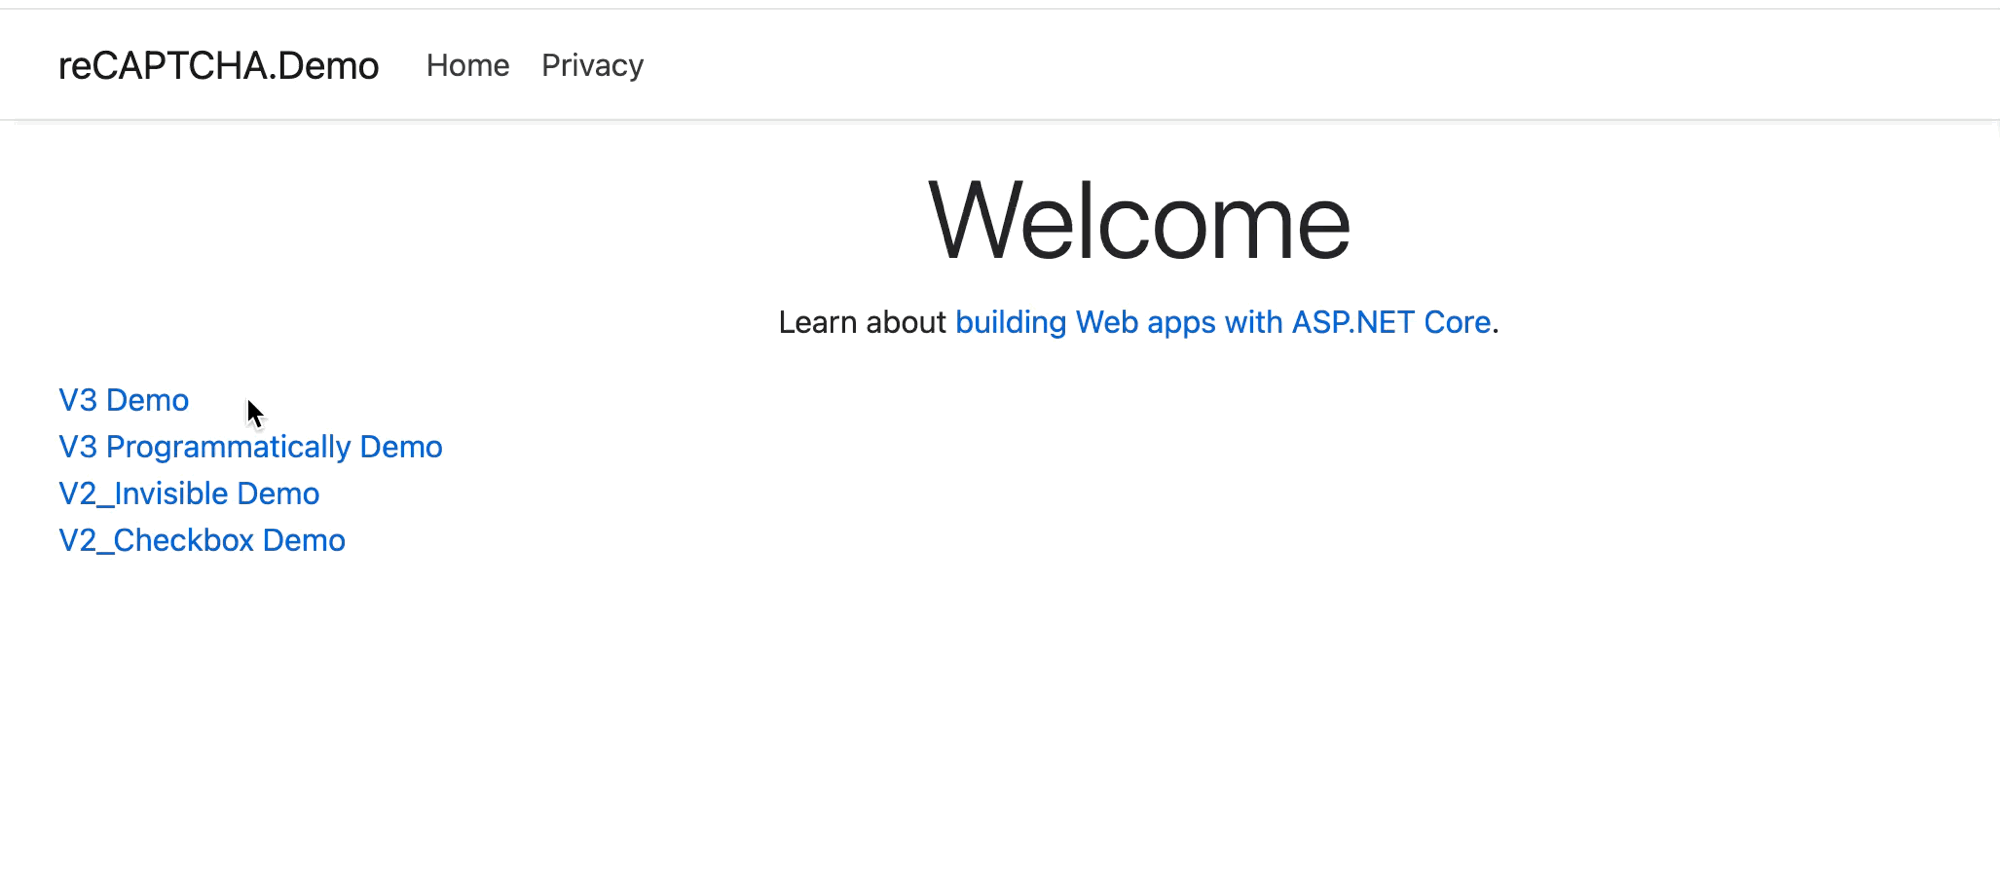 reCAPTCHA.Demo Home Privacy
Welcome
Learn about building Web apps with ASP.NET Core.
V3 Demo
V3 Programmatically Demo
V2_Invisible Demo
V2_Checkbox Demo